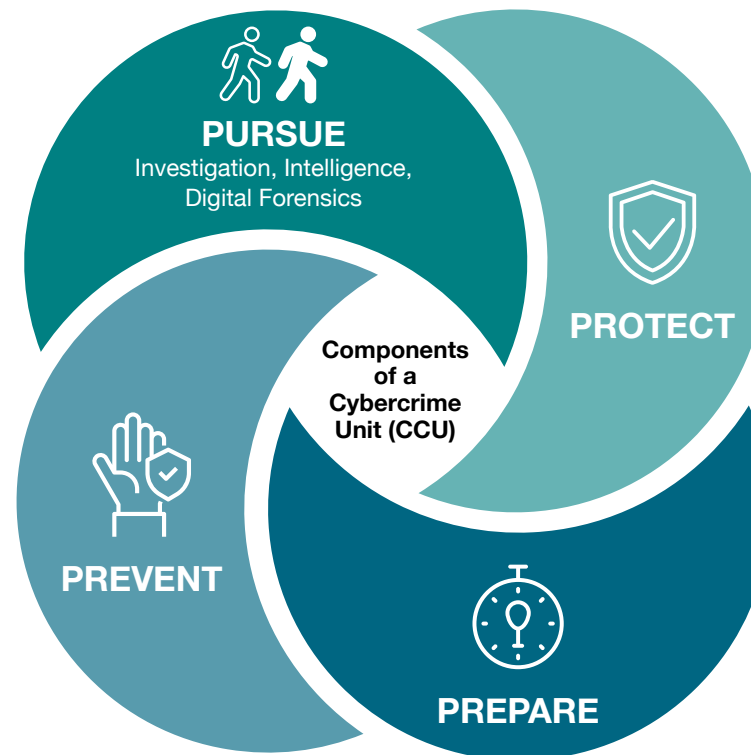 PURSUE
Investigation, Intelligence,
Digital Forensics
PROTECT
Components
of a
Cybercrime
Unit (CCU)
PREVENT
PREPARE